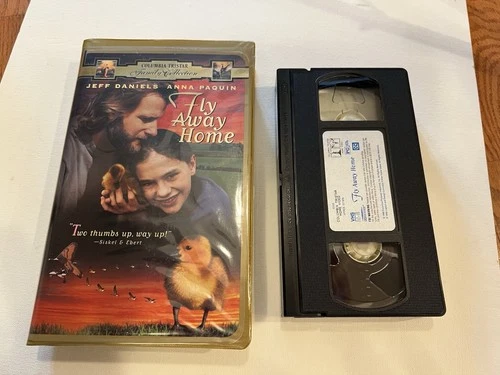 COLUMBIA TRISTAR
Family Collection
JEFF DANIELS ANNA PAQUIN
Fly
Away
Home
"Two thumbs up, way up!"
—Siskel & Ebert
Fly Away Home
VHS